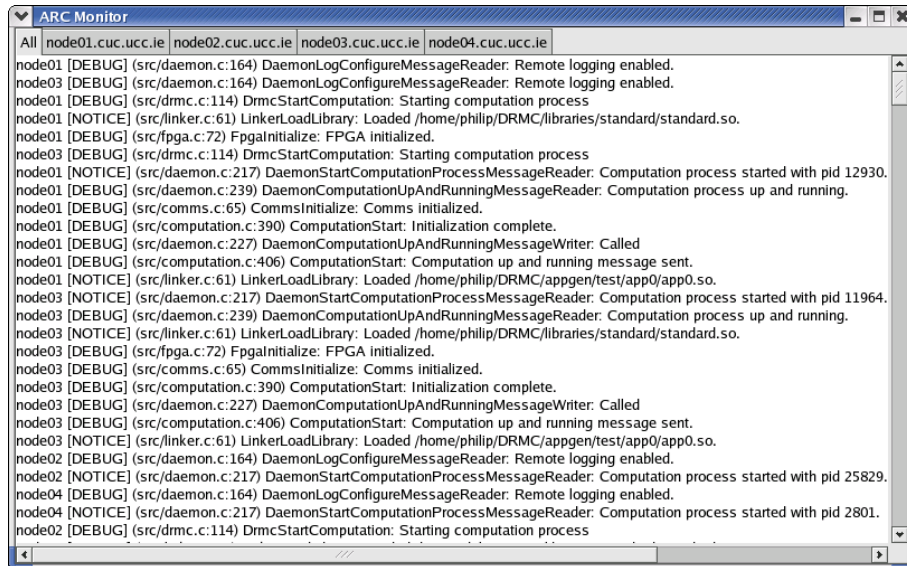 ARC Monitor
All node01.cuc.ucc.ie node02.cuc.ucc.ie node03.cuc.ucc.ie node04.cuc.ucc.ie
node01 [DEBUG] (src/daemon.c:164) DaemonLogConfigureMessageReader: Remote logging enabled.
node03 [DEBUG] (src/daemon.c:164) DaemonLogConfigureMessageReader: Remote logging enabled.
node01 [DEBUG] (src/drmc.c:114) DrmcStartComputation: Starting computation process
node01 [NOTICE] (src/linker.c:61) LinkerLoadLibrary: Loaded /home/philip/DRMC/libraries/standard/standard.so.
node01 [DEBUG] (src/fpga.c:72) FpgaInitialize: FPGA initialized.
node03 [DEBUG] (src/drmc.c:114) DrmcStartComputation: Starting computation process
node01 [NOTICE] (src/daemon.c:217) DaemonStartComputationProcessMessageReader: Computation process started with pid 12930.
node01 [DEBUG] (src/daemon.c:239) DaemonComputationUpAndRunningMessageReader: Computation process up and running.
node01 [DEBUG] (src/comms.c:65) CommsInitialize: Comms initialized.
node01 [DEBUG] (src/computation.c:390) ComputationStart: Initialization complete.
node01 [DEBUG] (src/daemon.c:227) DaemonComputationUpAndRunningMessageWriter: Called
node01 [DEBUG] (src/computation.c:406) ComputationStart: Computation up and running message sent.
node01 [NOTICE] (src/linker.c:61) LinkerLoadLibrary: Loaded /home/philip/DRMC/appgen/test/app0/app0.so.
node03 [NOTICE] (src/daemon.c:217) DaemonStartComputationProcessMessageReader: Computation process started with pid 11964.
node03 [DEBUG] (src/daemon.c:239) DaemonComputationUpAndRunningMessageReader: Computation process up and running.
node03 [NOTICE] (src/linker.c:61) LinkerLoadLibrary: Loaded /home/philip/DRMC/libraries/standard/standard.so.
node03 [DEBUG] (src/fpga.c:72) FpgaInitialize: FPGA initialized.
node03 [DEBUG] (src/comms.c:65) CommsInitialize: Comms initialized.
node03 [DEBUG] (src/computation.c:390) ComputationStart: Initialization complete.
node03 [DEBUG] (src/daemon.c:227) DaemonComputationUpAndRunningMessageWriter: Called
node03 [DEBUG] (src/computation.c:406) ComputationStart: Computation up and running message sent.
node03 [NOTICE] (src/linker.c:61) LinkerLoadLibrary: Loaded /home/philip/DRMC/appgen/test/app0/app0.so.
node02 [DEBUG] (src/daemon.c:164) DaemonLogConfigureMessageReader: Remote logging enabled.
node02 [NOTICE] (src/daemon.c:217) DaemonStartComputationProcessMessageReader: Computation process started with pid 25829.
node04 [DEBUG] (src/daemon.c:164) DaemonLogConfigureMessageReader: Remote logging enabled.
node04 [NOTICE] (src/daemon.c:217) DaemonStartComputationProcessMessageReader: Computation process started with pid 2801.
node02 [DEBUG] (src/drmc.c:114) DrmcStartComputation: Starting computation process